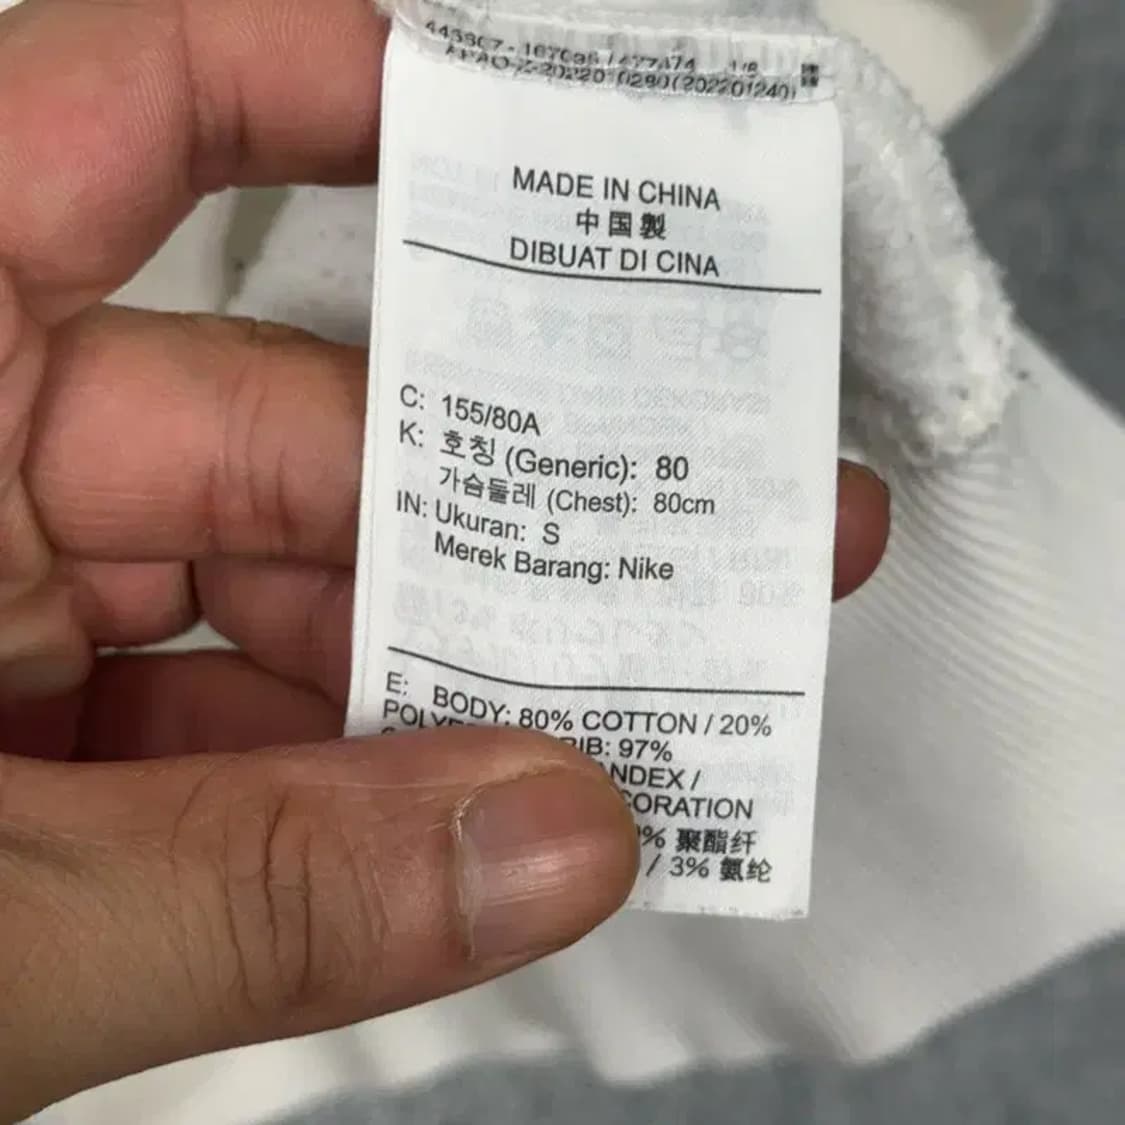 MADE IN CHINA
中国製
DIBUAT DI CINA
C: 155/80A
K: 호칭 (Generic): 80
가슴둘레 (Chest): 80cm
IN: Ukuran: S
Merek Barang: Nike
E: BODY: 80% COTTON / 20%
RIB: 97%
/
% 聚酯纤
/ 3% 氨纶